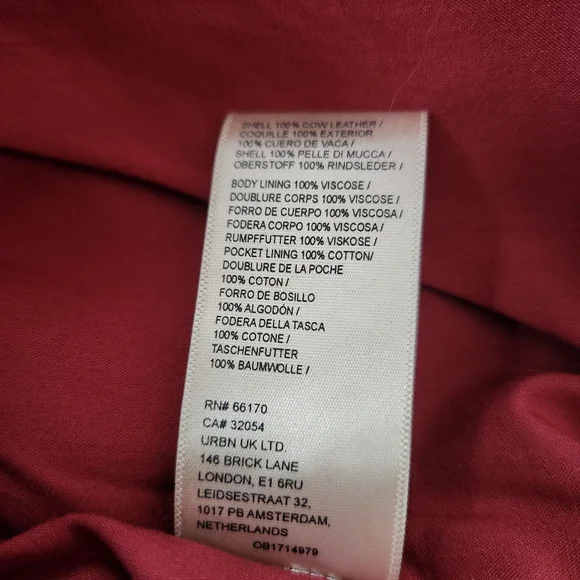 SHELL 100% COW LEATHER /
COQUILLE 100% EXTERIOR
100% CUERO DE VACA /
SHELL 100% PELLE DI MUCCA /
OBERSTOFF 100% RINDSLEDER /
BODY LINING 100% VISCOSE /
DOUBLURE CORPS 100% VISCOSE /
FORRO DE CUERPO 100% VISCOSA /
FODERA CORPO 100% VISCOSA /
RUMPFFUTTER 100% VISKOSE /
POCKET LINING 100% COTTON/
DOUBLURE DE LA POCHE
100% COTON /
FORRO DE BOSILLO
100% ALGODÓN /
FODERA DELLA TASCA
100% COTONE /
TASCHENFUTTER
100% BAUMWOLLE /
RN# 66170
CA# 32054
URBN UK LTD.
146 BRICK LANE
LONDON, E1 6RU
LEIDSESTRAAT 32,
1017 PB AMSTERDAM,
NETHERLANDS
OB1714979